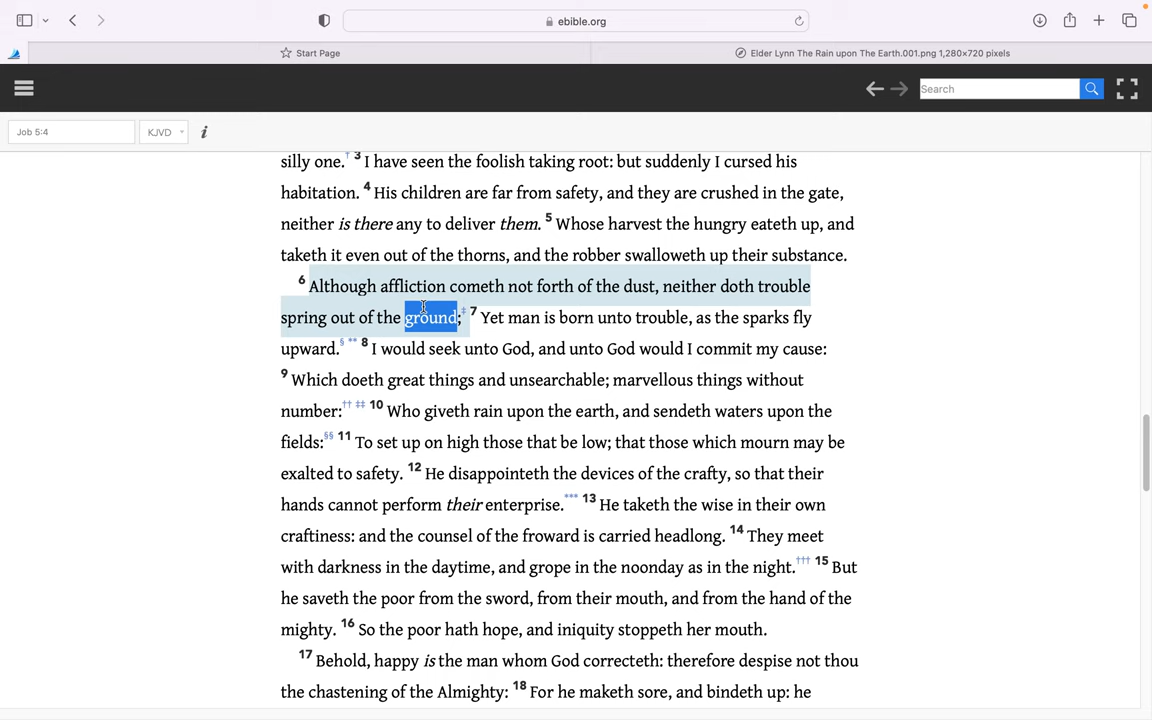 ebible.org
Start Page
Elder Lynn The Rain upon The Earth.001.png 1,280×720 pixels
Search
Job 5:4
KJVD
i
silly one.† 3 I have seen the foolish taking root: but suddenly I cursed his
habitation. 4 His children are far from safety, and they are crushed in the gate,
neither is there any to deliver them. 5 Whose harvest the hungry eateth up, and
taketh it even out of the thorns, and the robber swalloweth up their substance.
6 Although affliction cometh not forth of the dust, neither doth trouble
spring out of the ground;‡ 7 Yet man is born unto trouble, as the sparks fly
upward.§ ** 8 I would seek unto God, and unto God would I commit my cause:
9 Which doeth great things and unsearchable; marvellous things without
number:†† ‡‡ 10 Who giveth rain upon the earth, and sendeth waters upon the
fields:§§ 11 To set up on high those that be low; that those which mourn may be
exalted to safety. 12 He disappointeth the devices of the crafty, so that their
hands cannot perform their enterprise.*** 13 He taketh the wise in their own
craftiness: and the counsel of the froward is carried headlong. 14 They meet
with darkness in the daytime, and grope in the noonday as in the night.††† 15 But
he saveth the poor from the sword, from their mouth, and from the hand of the
mighty. 16 So the poor hath hope, and iniquity stoppeth her mouth.
17 Behold, happy is the man whom God correcteth: therefore despise not thou
the chastening of the Almighty: 18 For he maketh sore, and bindeth up: he